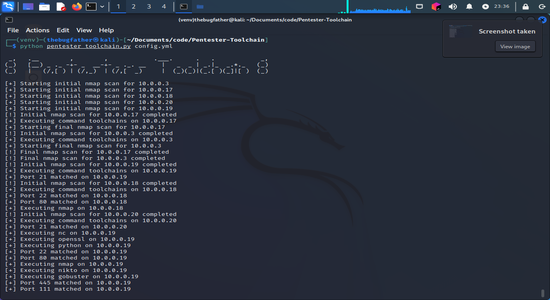 1 2 3 4
23:36
(venv)thebugfather@kali: ~/Documents/code/Pentester-Toolchain
File Actions Edit View Help
Screenshot taken
View image
(venv)-(thebugfather@kali)-[~/Documents/code/Pentester-Toolchain]
$ python pentester_toolchain.py config.yml
[+] Starting initial nmap scan for 10.0.0.3
[+] Starting initial nmap scan for 10.0.0.17
[+] Starting initial nmap scan for 10.0.0.18
[+] Starting initial nmap scan for 10.0.0.20
[+] Starting initial nmap scan for 10.0.0.19
[!] Initial nmap scan for 10.0.0.17 completed
[+] Executing command toolchains on 10.0.0.17
[+] Starting final nmap scan for 10.0.0.17
[!] Initial nmap scan for 10.0.0.3 completed
[+] Executing command toolchains on 10.0.0.3
[+] Starting final nmap scan for 10.0.0.3
[!] Final nmap scan for 10.0.0.17 completed
[!] Final nmap scan for 10.0.0.3 completed
[!] Initial nmap scan for 10.0.0.19 completed
[+] Executing command toolchains on 10.0.0.19
[+] Port 21 matched on 10.0.0.19
[!] Initial nmap scan for 10.0.0.18 completed
[+] Executing command toolchains on 10.0.0.18
[+] Port 22 matched on 10.0.0.18
[+] Port 80 matched on 10.0.0.18
[+] Executing nmap on 10.0.0.18
[!] Initial nmap scan for 10.0.0.20 completed
[+] Executing command toolchains on 10.0.0.20
[+] Port 21 matched on 10.0.0.20
[+] Executing nc on 10.0.0.19
[+] Executing openssl on 10.0.0.19
[+] Executing python on 10.0.0.19
[+] Port 22 matched on 10.0.0.19
[+] Port 80 matched on 10.0.0.19
[+] Executing nmap on 10.0.0.19
[+] Executing nikto on 10.0.0.19
[+] Executing gobuster on 10.0.0.19
[+] Port 445 matched on 10.0.0.19
[+] Port 111 matched on 10.0.0.19